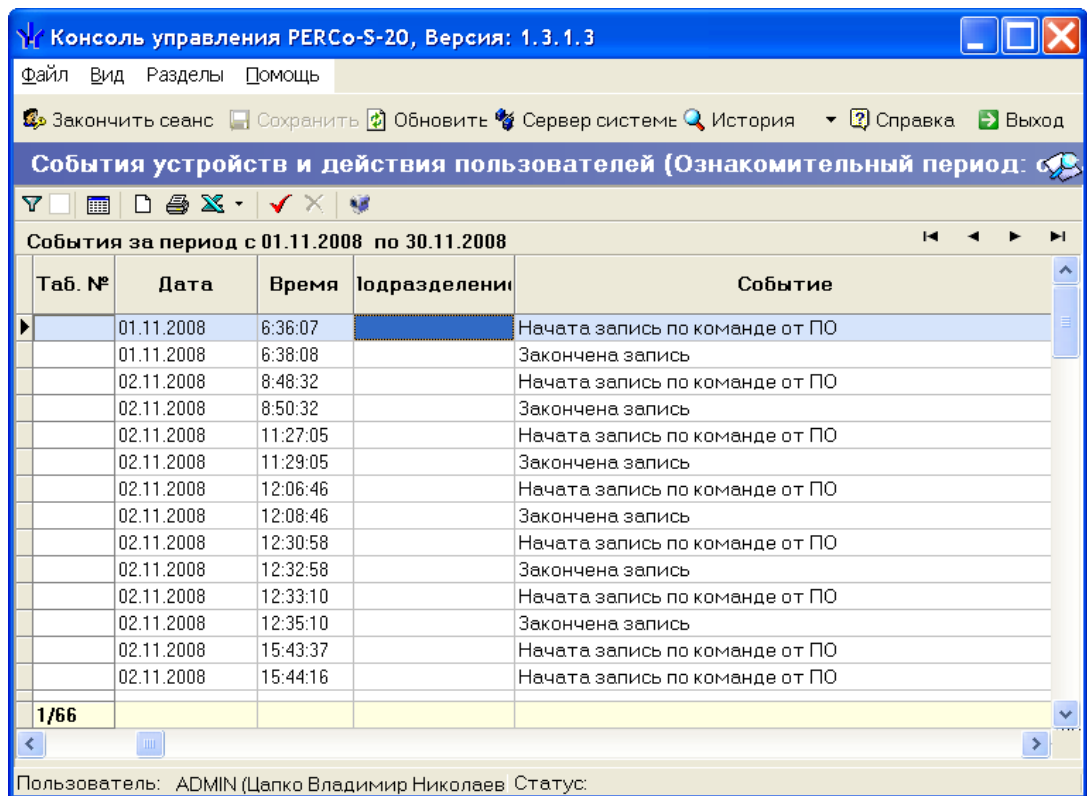 Консоль управления PERCo-S-20, Версия: 1.3.1.3
Файл Вид Разделы Помощь
Закончить сеанс Сохранить Обновить Сервер системы История Справка Выход
События устройств и действия пользователей (Ознакомительный период:
События за период с 01.11.2008 по 30.11.2008
Таб. № Дата Время Подразделение Событие
01.11.2008 6:36:07 Начата запись по команде от ПО
01.11.2008 6:38:08 Закончена запись
02.11.2008 8:48:32 Начата запись по команде от ПО
02.11.2008 8:50:32 Закончена запись
02.11.2008 11:27:05 Начата запись по команде от ПО
02.11.2008 11:29:05 Закончена запись
02.11.2008 12:06:46 Начата запись по команде от ПО
02.11.2008 12:08:46 Закончена запись
02.11.2008 12:30:58 Начата запись по команде от ПО
02.11.2008 12:32:58 Закончена запись
02.11.2008 12:33:10 Начата запись по команде от ПО
02.11.2008 12:35:10 Закончена запись
02.11.2008 15:43:37 Начата запись по команде от ПО
02.11.2008 15:44:16 Начата запись по команде от ПО
1/66
Пользователь: ADMIN (Цапко Владимир Николаев Статус: